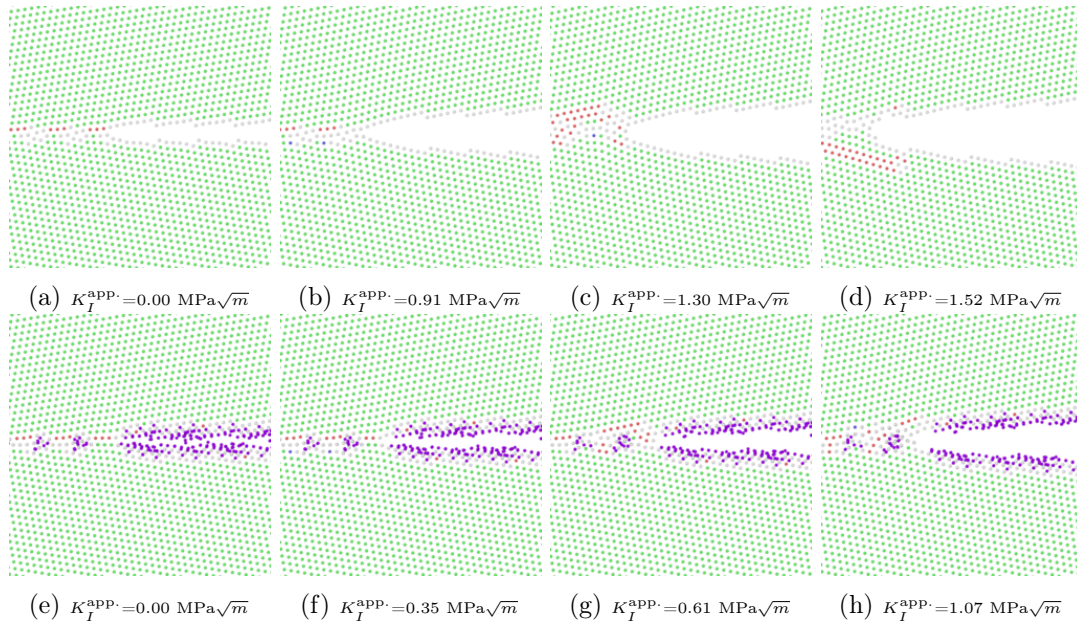 (a) K_I^app.=0.00 MPa√m (b) K_I^app.=0.91 MPa√m (c) K_I^app.=1.30 MPa√m (d) K_I^app.=1.52 MPa√m
(e) K_I^app.=0.00 MPa√m (f) K_I^app.=0.35 MPa√m (g) K_I^app.=0.61 MPa√m (h) K_I^app.=1.07 MPa√m